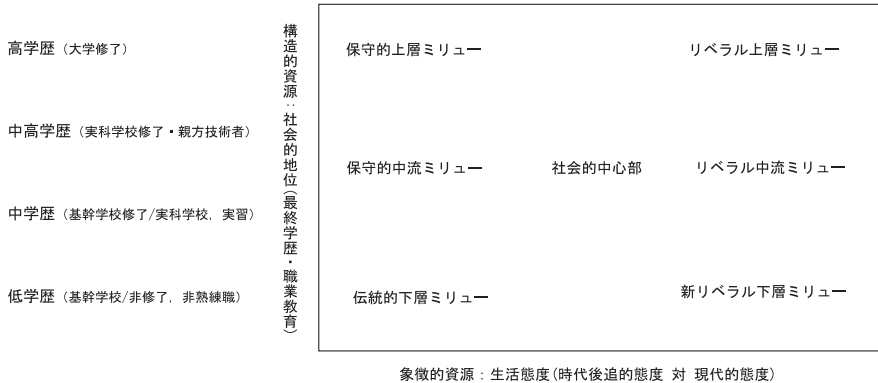 高学歴（大学修了）
中高学歴（実科学校修了・親方技術者）
中学歴（基幹学校修了/実科学校，実習）
低学歴（基幹学校/非修了，非熟練職）
構造的資源：社会的地位（最終学歴・職業教育）
保守的上層ミリュー リベラル上層ミリュー
保守的中流ミリュー 社会的中心部 リベラル中流ミリュー
伝統的下層ミリュー 新リベラル下層ミリュー
象徴的資源：生活態度（時代後追的態度 対 現代的態度）